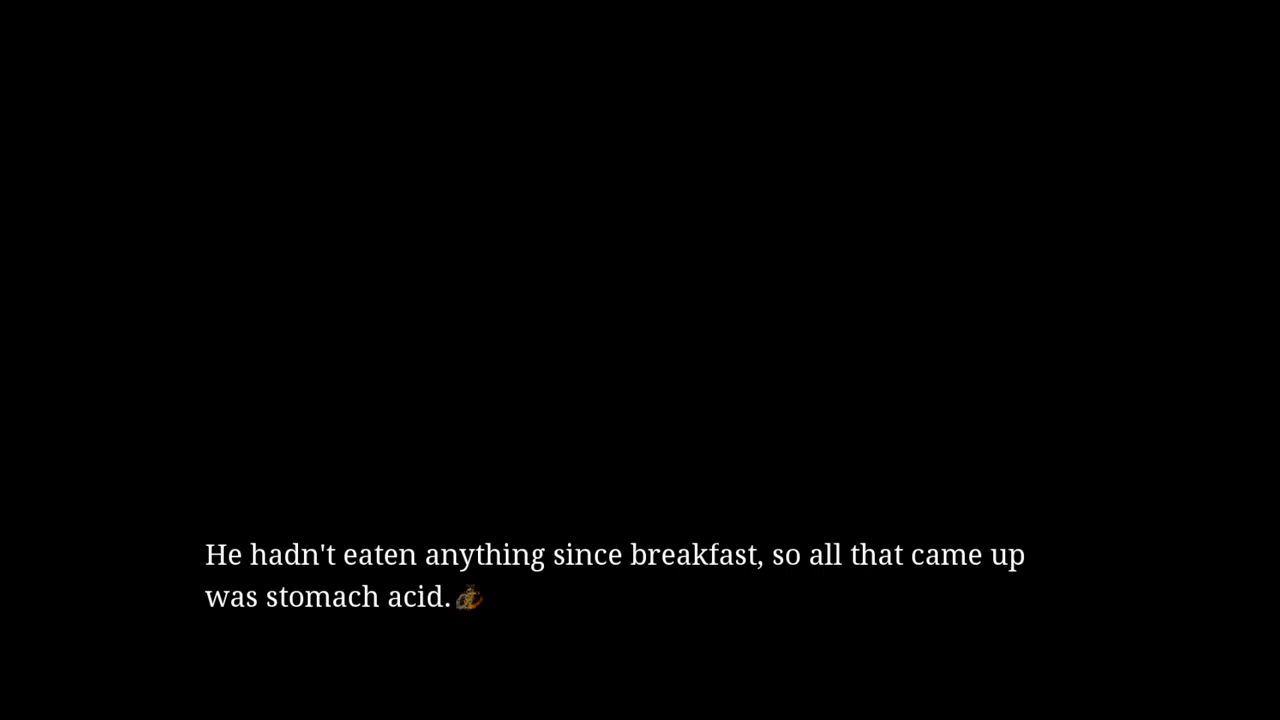 He hadn't eaten anything since breakfast, so all that came up
was stomach acid.